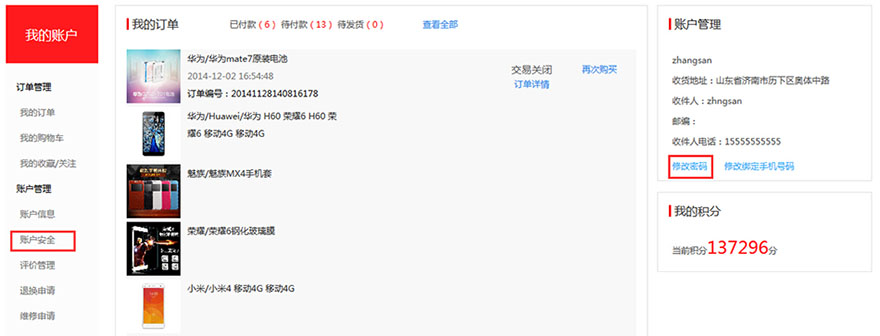 我的账户
订单管理
我的订单
我的购物车
我的收藏/关注
账户管理
账户信息
账户安全
评价管理
退换申请
维修申请
我的订单 已付款(6) 待付款(13) 待发货(0) 查看全部
华为/华为mate7原装电池
2014-12-02 16:54:48
订单编号：20141128140816178
交易关闭
订单详情
再次购买
华为/Huawei/华为 H60 荣耀6 H60 荣
耀6 移动4G 移动4G
魅族/魅族MX4手机套
荣耀/荣耀6钢化玻璃膜
小米/小米4 移动4G 移动4G
账户管理
zhangsan
收货地址：山东省济南市历下区奥体中路
收件人：zhngsan
邮编：
收件人电话：15555555555
修改密码 修改绑定手机号码
我的积分
当前积分137296分